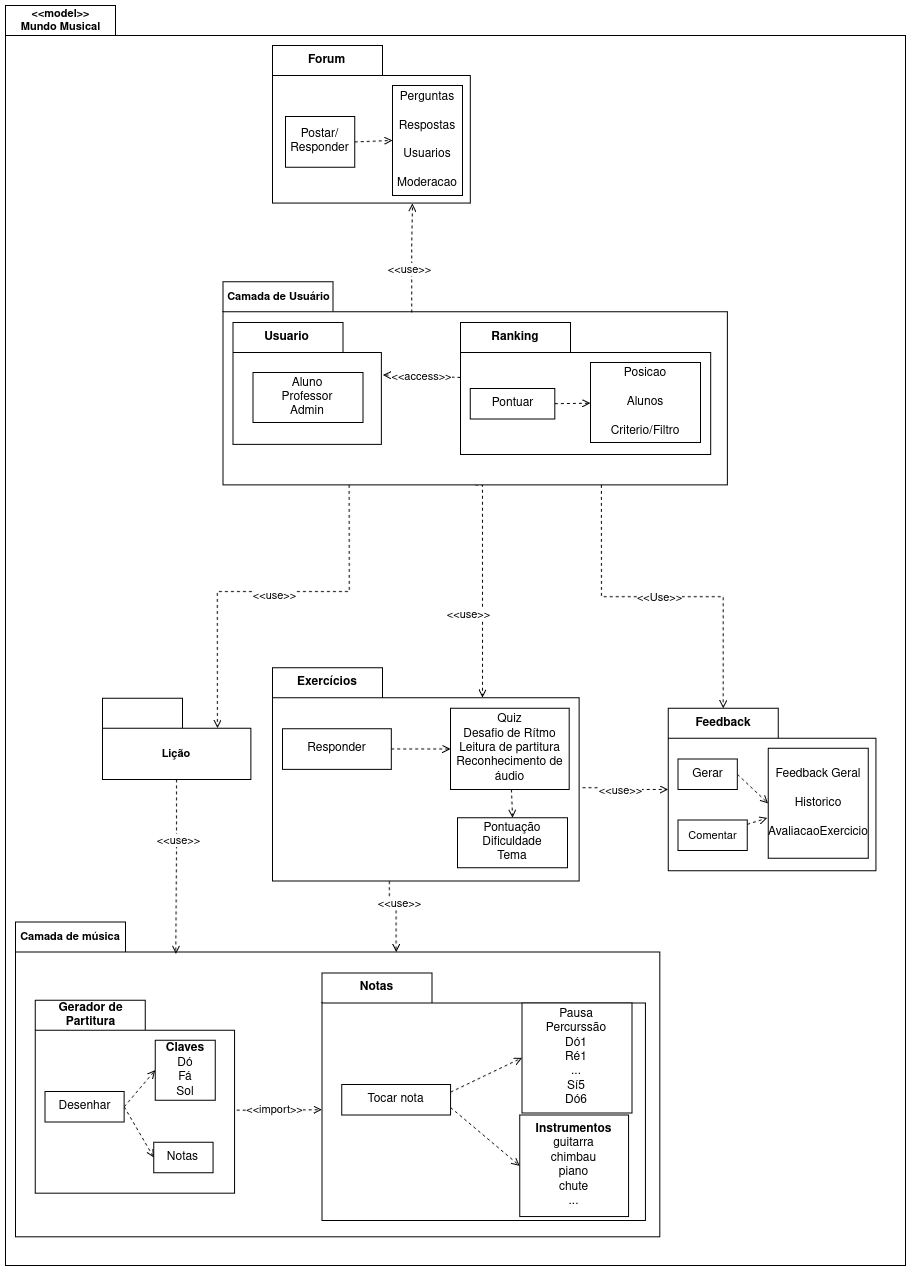 <<model>>
Mundo Musical
Forum
Postar/
Responder
Perguntas
Respostas
Usuarios
Moderacao
<<use>>
Camada de Usuário
Usuario
Aluno
Professor
Admin
<<access>>
Ranking
Pontuar
Posicao
Alunos
Criterio/Filtro
<<use>>
<<use>>
<<Use>>
Lição
Exercícios
Responder
Quiz
Desafio de Rítmo
Leitura de partitura
Reconhecimento de
áudio
Pontuação
Dificuldade
Tema
<<use>>
Feedback
Gerar
Comentar
Feedback Geral
Historico
AvaliacaoExercicio
<<use>>
<<use>>
Camada de música
Gerador de
Partitura
Desenhar
Claves
Dó
Fá
Sol
Notas
<<import>>
Notas
Tocar nota
Pausa
Percurssão
Dó1
Ré1
...
Sí5
Dó6
Instrumentos
guitarra
chimbau
piano
chute
...